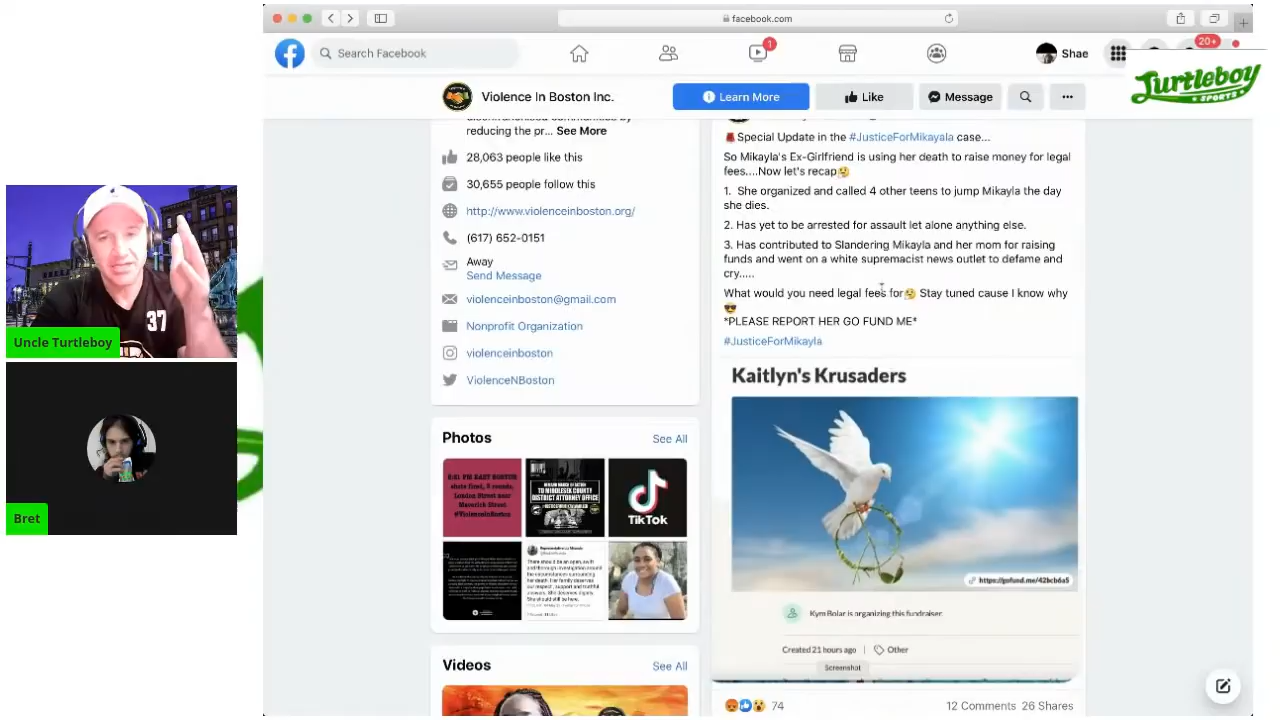 facebook.com
Search Facebook
1
Shae
20+
Turtleboy
SPORTS
Violence In Boston Inc.
Learn More
Like
Message
reducing the pr... See More
28,063 people like this
30,655 people follow this
http://www.violenceinboston.org/
(617) 652-0151
Away
Send Message
violenceinboston@gmail.com
Nonprofit Organization
violenceinboston
ViolenceNBoston
Photos
See All
TikTok
Videos
See All
Special Update in the #JusticeForMikayala case...
So Mikayla's Ex-Girlfriend is using her death to raise money for legal
fees....Now let's recap
1. She organized and called 4 other teens to jump Mikayla the day
she dies.
2. Has yet to be arrested for assault let alone anything else.
3. Has contributed to Slandering Mikayla and her mom for raising
funds and went on a white supremacist news outlet to defame and
cry.....
What would you need legal fees for Stay tuned cause I know why
*PLEASE REPORT HER GO FUND ME*
#JusticeForMikayla
Kaitlyn's Krusaders
https://gofund.me/42bcb6a5
Kym Bolar is organizing this fundraiser.
Created 21 hours ago | Other
Screenshot
74
12 Comments 26 Shares
37
Uncle Turtleboy
Bret